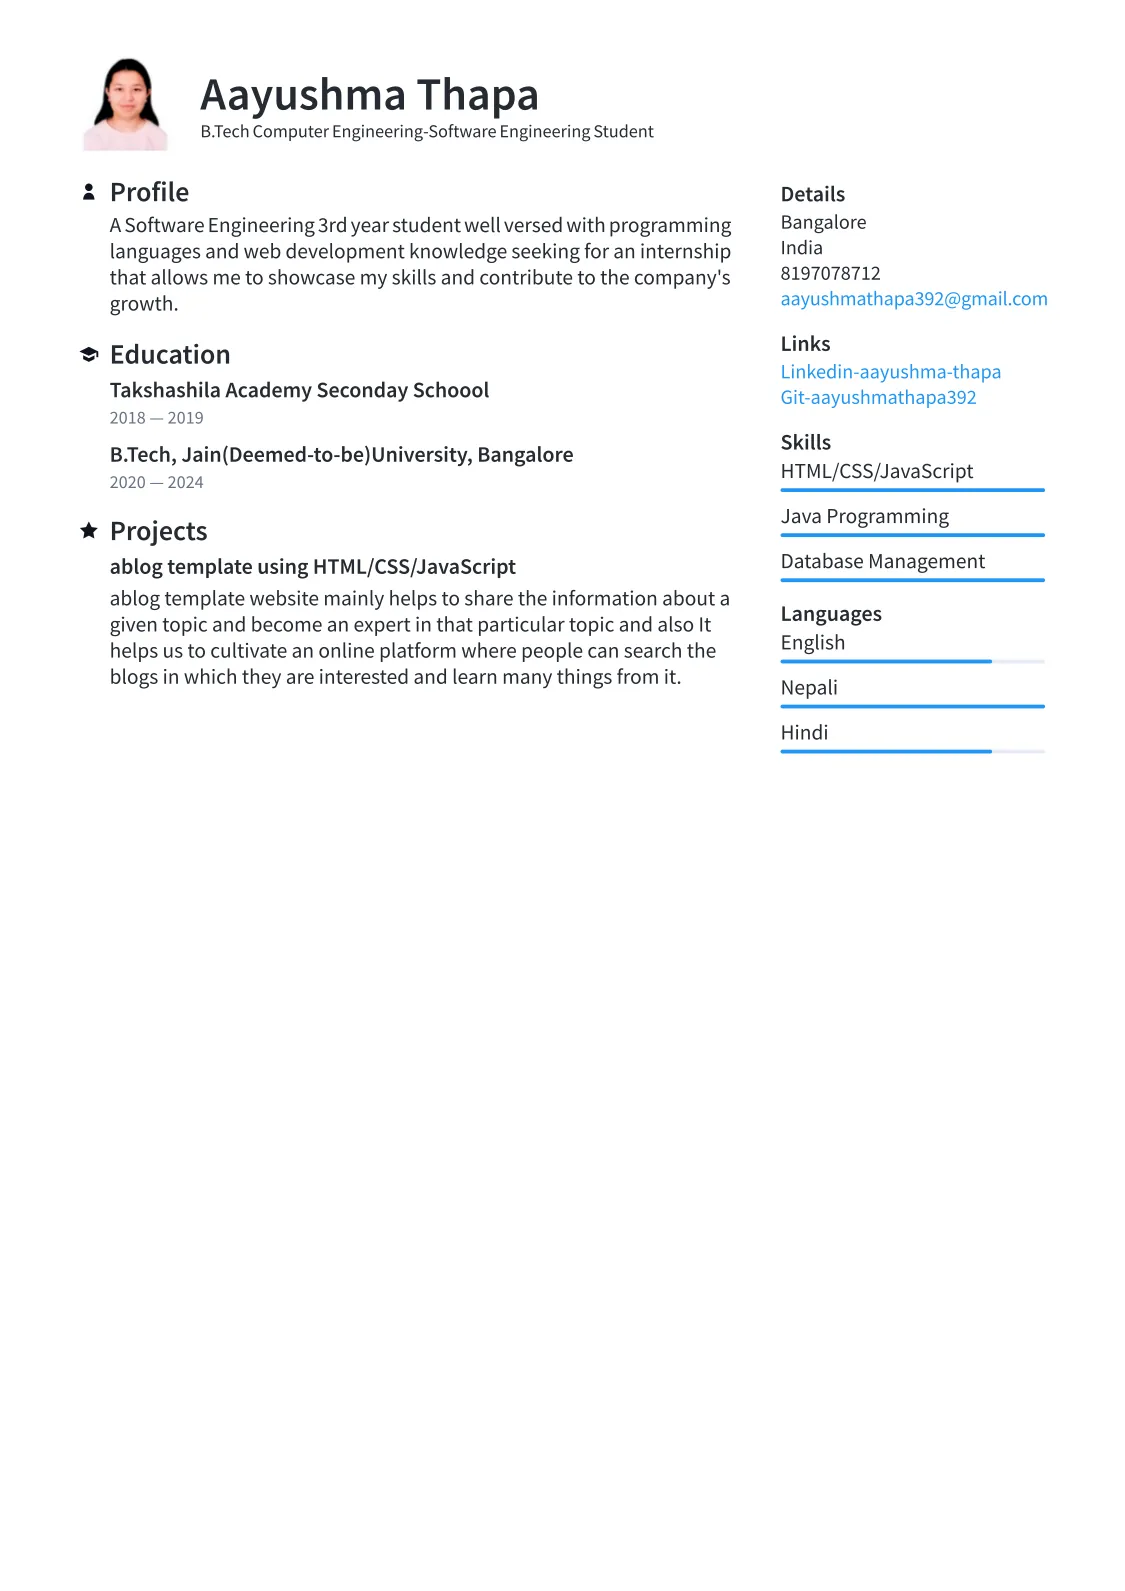 Aayushma Thapa
B.Tech Computer Engineering-Software Engineering Student
Profile
A Software Engineering 3rd year student well versed with programming
languages and web development knowledge seeking for an internship
that allows me to showcase my skills and contribute to the company's
growth.
Education
Takshashila Academy Seconday Schoool
2018 — 2019
B.Tech, Jain(Deemed-to-be)University, Bangalore
2020 — 2024
Projects
ablog template using HTML/CSS/JavaScript
ablog template website mainly helps to share the information about a
given topic and become an expert in that particular topic and also It
helps us to cultivate an online platform where people can search the
blogs in which they are interested and learn many things from it.
Details
Bangalore
India
8197078712
aayushmathapa392@gmail.com
Links
Linkedin-aayushma-thapa
Git-aayushmathapa392
Skills
HTML/CSS/JavaScript
Java Programming
Database Management
Languages
English
Nepali
Hindi